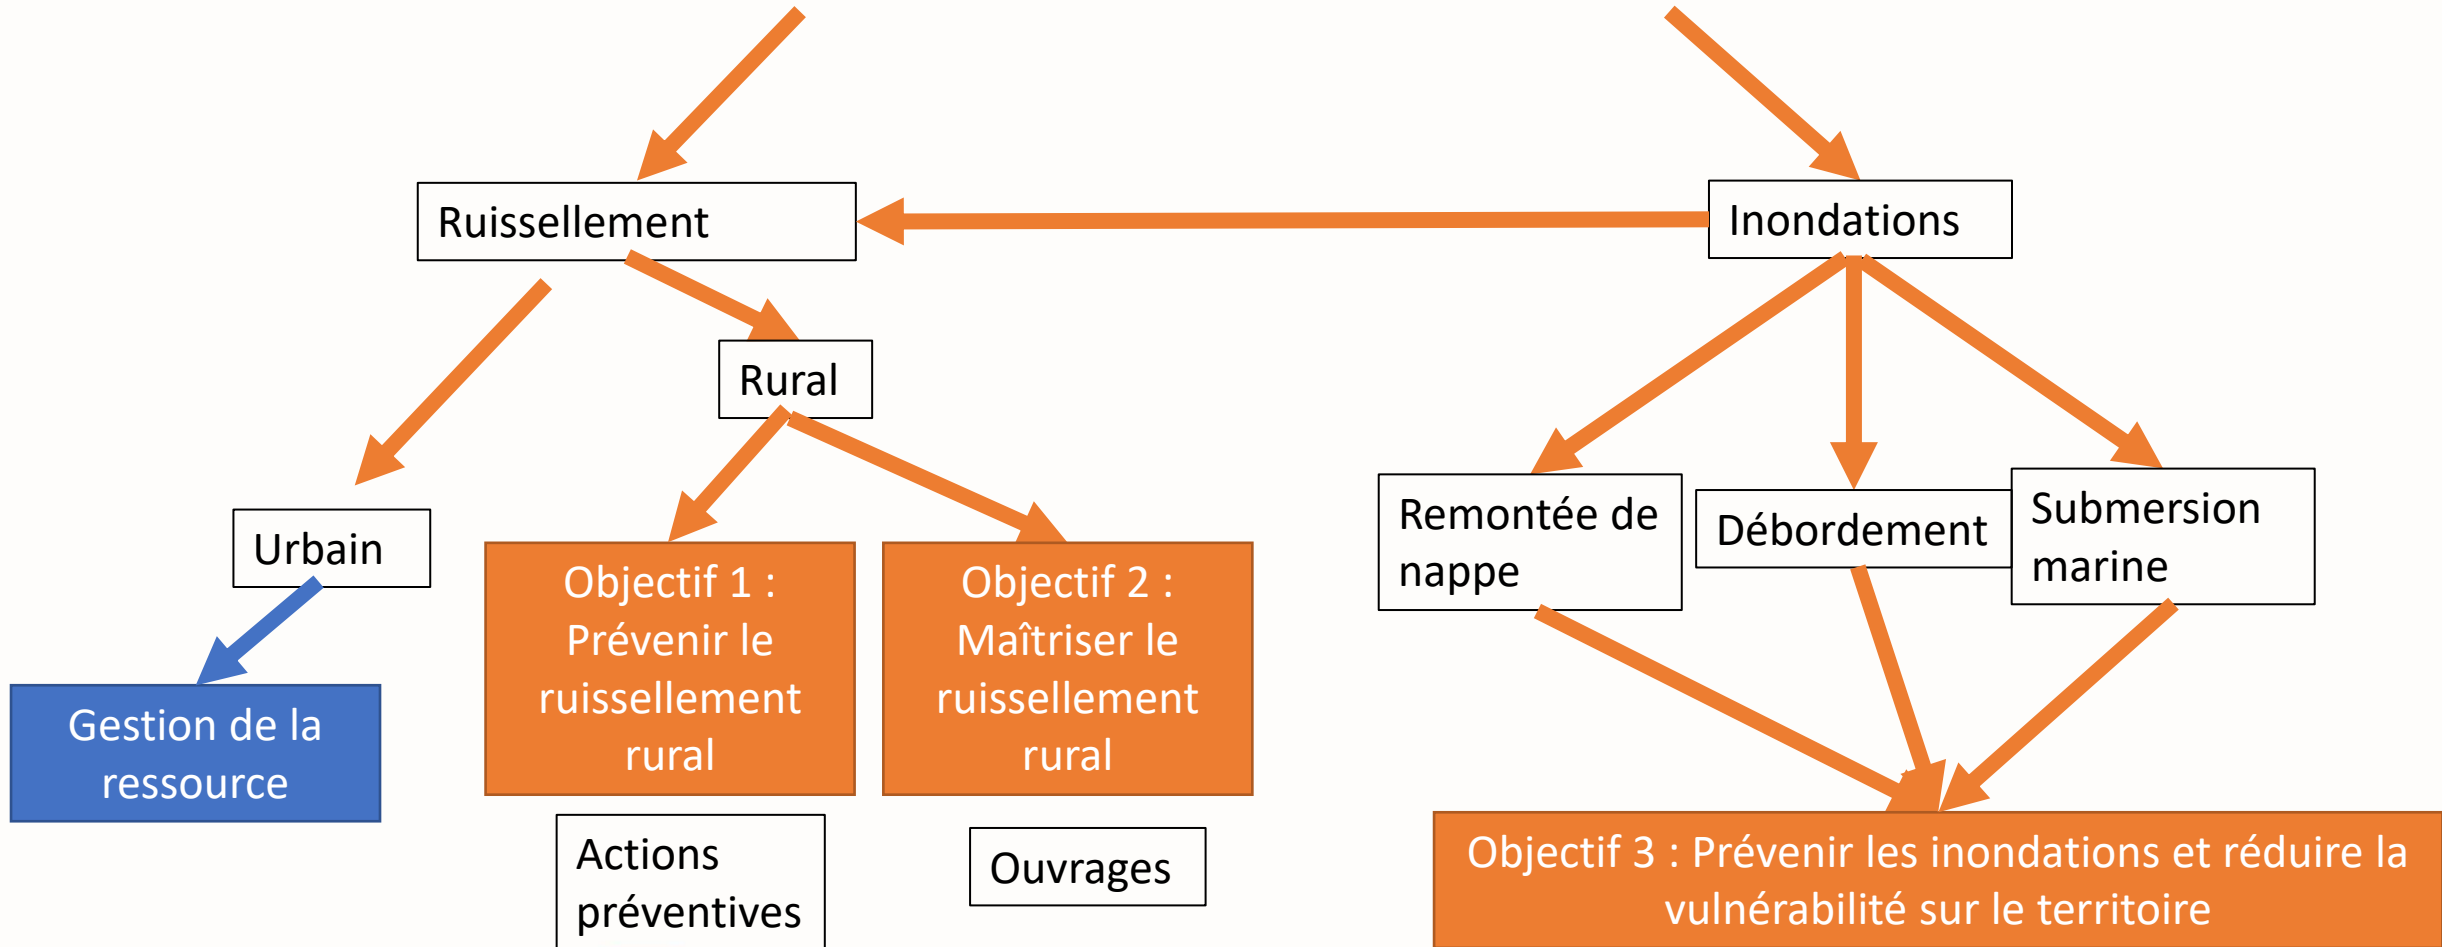 Ruissellement
Inondations
Rural
Urbain
Remontée de
nappe
Débordement
Submersion
marine
Gestion de la
ressource
Objectif 1 :
Prévenir le
ruissellement
rural
Objectif 2 :
Maîtriser le
ruissellement
rural
Actions
préventives
Ouvrages
Objectif 3 : Prévenir les inondations et réduire la
vulnérabilité sur le territoire